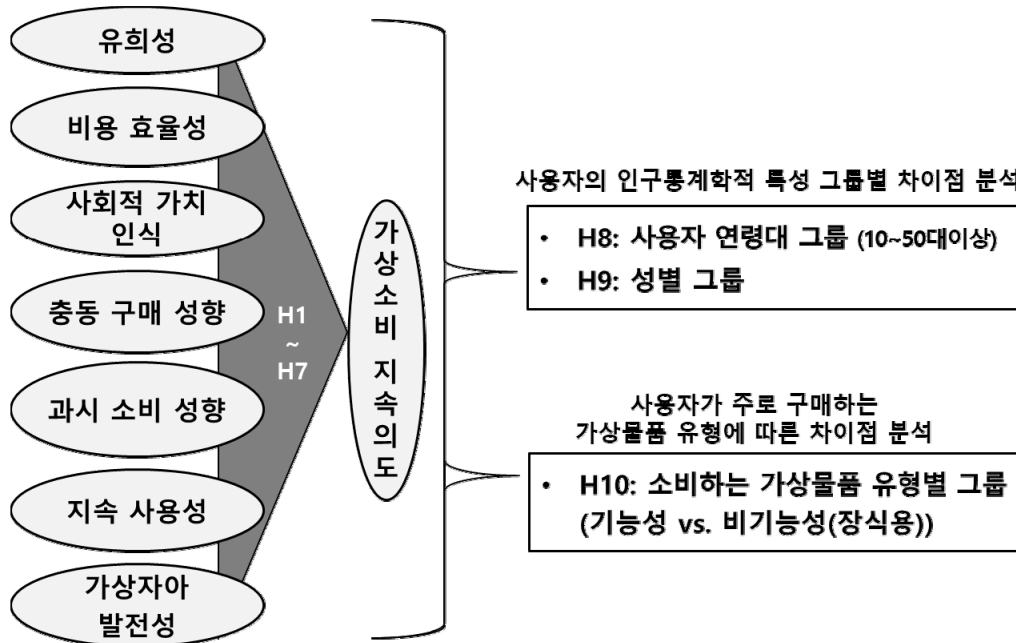 유희성
비용 효율성
사회적 가치
인식
충동 구매 성향
과시 소비 성향
지속 사용성
가상자아
발전성
H1
~
H7
가상소비 지속의도
사용자의 인구통계학적 특성 그룹별 차이점 분석
• H8: 사용자 연령대 그룹 (10~50대이상)
• H9: 성별 그룹
사용자가 주로 구매하는
가상물품 유형에 따른 차이점 분석
• H10: 소비하는 가상물품 유형별 그룹
(기능성 vs. 비기능성(장식용))